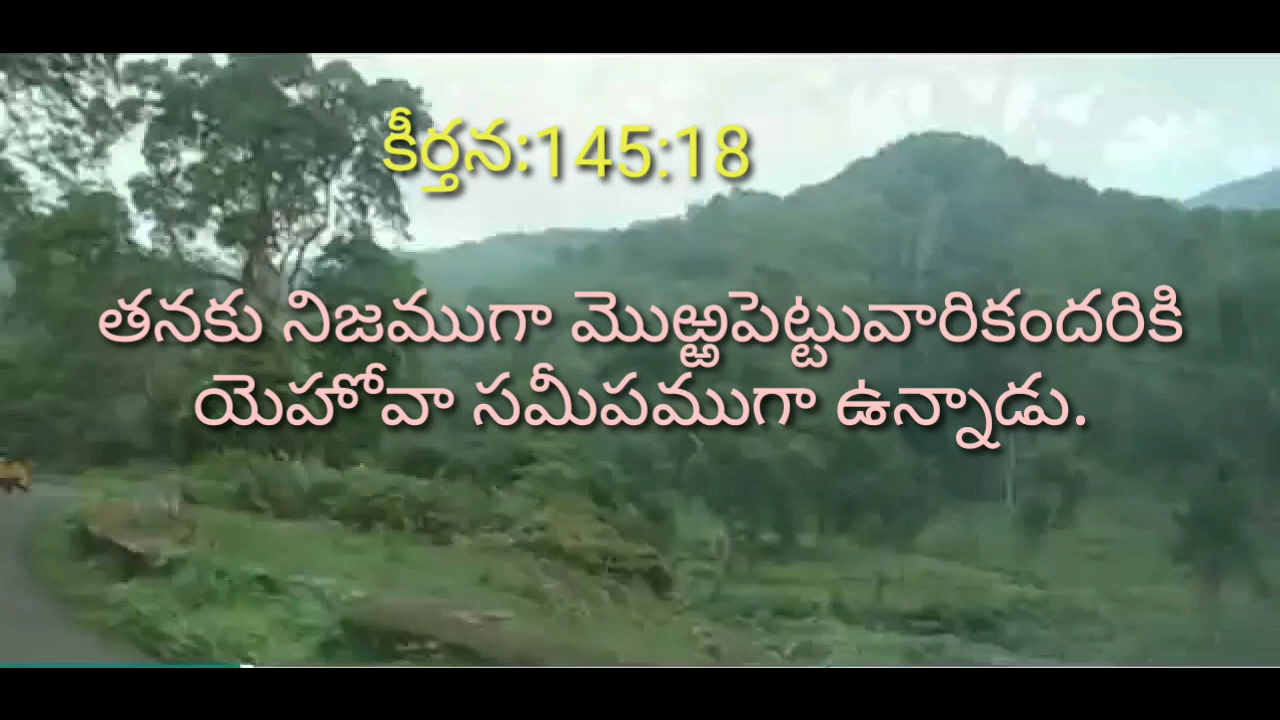 కీర్తన:145:18
తనకు నిజముగా మొఱ్ఱపెట్టువారికందరికి
యెహోవా సమీపముగా ఉన్నాడు.